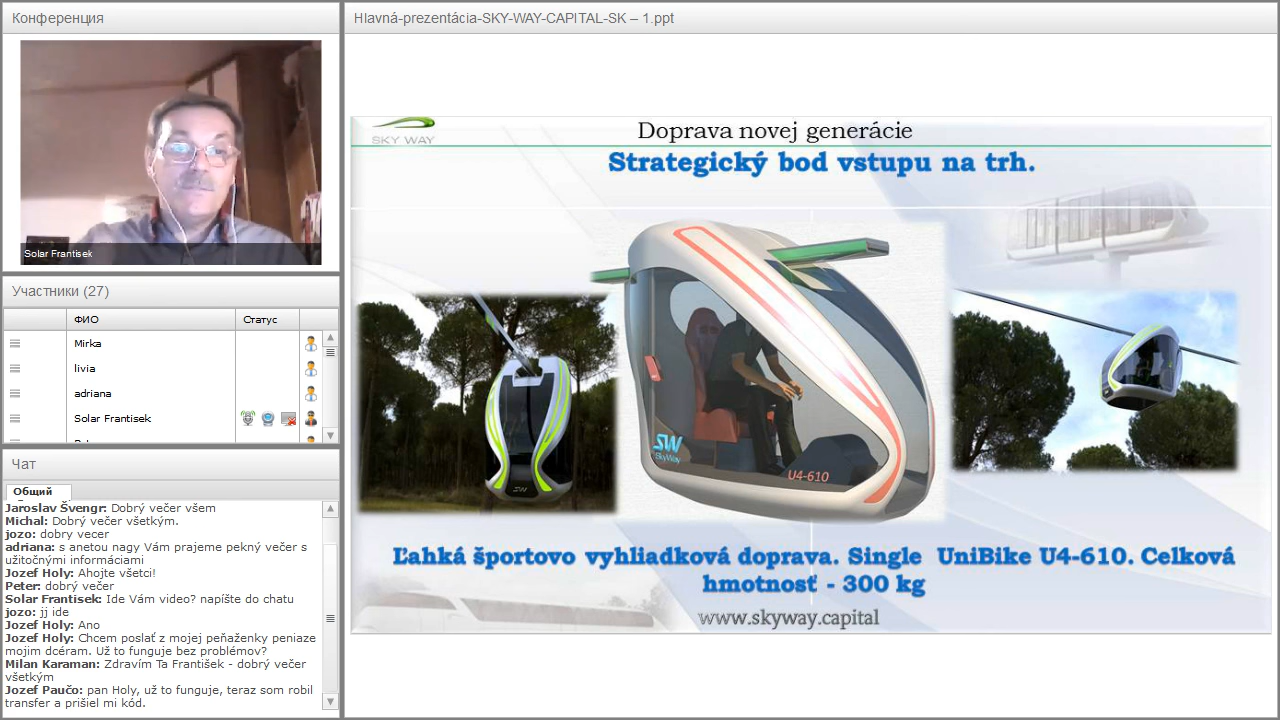 Конференция
Solar Frantisek
Участники (27)
ФИО
Статус
Mirka
livia
adriana
Solar Frantisek
Чат
Общий
Jaroslav Švengr: Dobrý večer všem
Michal: Dobrý večer všetkým.
jozo: dobry vecer
adriana: s anetou nagy Vám prajeme pekný večer s
užitočnými informáciami
Jozef Holy: Ahojte všetci!
Peter: dobrý večer
Solar Frantisek: Ide Vám video? napíšte do chatu
jozo: jj ide
Jozef Holy: Ano
Jozef Holy: Chcem poslať z mojej peňaženky peniaze
mojim dcéram. Už to funguje bez problémov?
Milan Karaman: Zdravím Ta František - dobrý večer
všetkým
Jozef Paučo: pan Holy, už to funguje, teraz som robil
transfer a prišiel mi kód.
Hlavná-prezentácia-SKY-WAY-CAPITAL-SK – 1.ppt
SKY WAY
Doprava novej generácie
Strategický bod vstupu na trh.
SW
SkyWay
U4-610
SW
Ľahká športovo vyhliadková doprava. Single UniBike U4-610. Celková
hmotnosť - 300 kg
www.skyway.capital